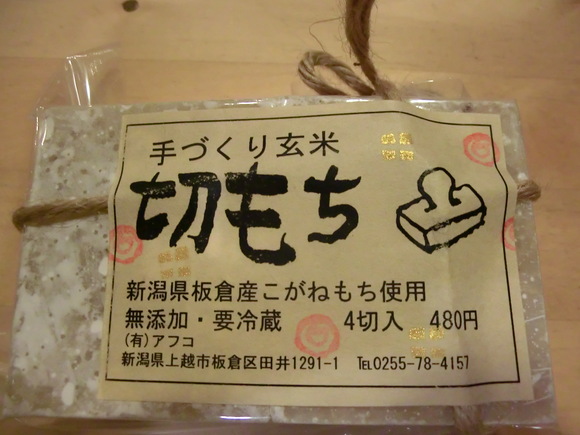 手づくり玄米
切もち
新潟県板倉産こがねもち使用
無添加・要冷蔵 4切入 480円
(有)アフコ
新潟県上越市板倉区田井1291-1 ℡0255-78-4157